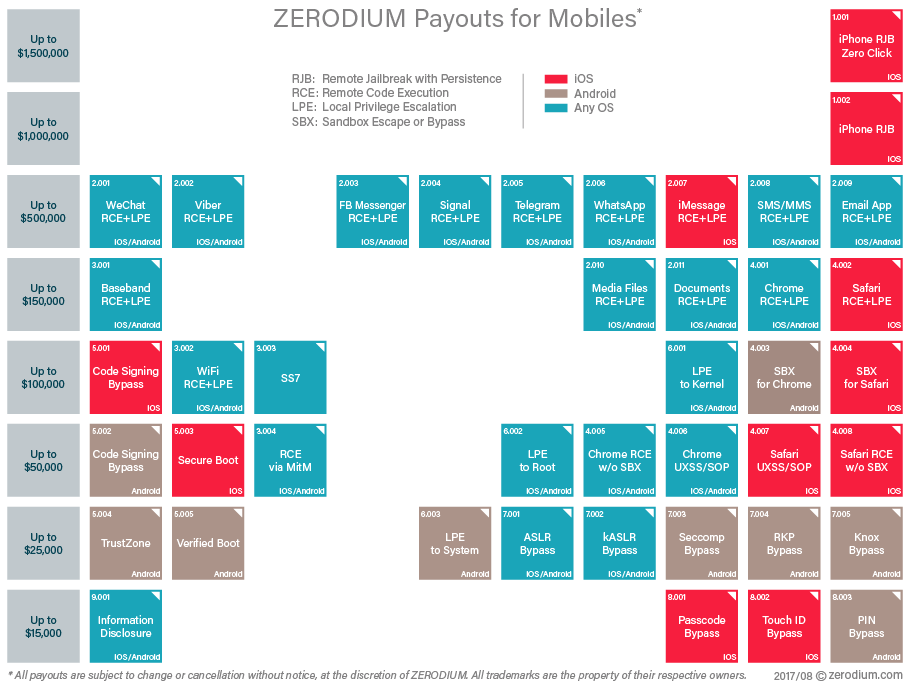 ZERODIUM Payouts for Mobiles*
Up to
$1,500,000
1.001
iPhone RJB
Zero Click
iOS
RJB: Remote Jailbreak with Persistence
RCE: Remote Code Execution
LPE: Local Privilege Escalation
SBX: Sandbox Escape or Bypass
iOS
Android
Any OS
Up to
$1,000,000
1.002
iPhone RJB
iOS
Up to
$500,000
2.001
WeChat
RCE+LPE
iOS/Android
2.002
Viber
RCE+LPE
iOS/Android
2.003
FB Messenger
RCE+LPE
iOS/Android
2.004
Signal
RCE+LPE
iOS/Android
2.005
Telegram
RCE+LPE
iOS/Android
2.006
WhatsApp
RCE+LPE
iOS/Android
2.007
iMessage
RCE+LPE
iOS
2.008
SMS/MMS
RCE+LPE
iOS/Android
2.009
Email App
RCE+LPE
iOS/Android
Up to
$150,000
3.001
Baseband
RCE+LPE
iOS/Android
2.010
Media Files
RCE+LPE
iOS/Android
2.011
Documents
RCE+LPE
iOS/Android
4.001
Chrome
RCE+LPE
iOS/Android
4.002
Safari
RCE+LPE
iOS
Up to
$100,000
5.001
Code Signing
Bypass
iOS
3.002
WiFi
RCE+LPE
iOS/Android
3.003
SS7
6.001
LPE
to Kernel
iOS/Android
4.003
SBX
for Chrome
Android
4.004
SBX
for Safari
iOS
Up to
$50,000
5.002
Code Signing
Bypass
Android
5.003
Secure Boot
iOS
3.004
RCE
via MitM
iOS/Android
6.002
LPE
to Root
iOS/Android
4.005
Chrome RCE
w/o SBX
iOS/Android
4.006
Chrome
UXSS/SOP
iOS/Android
4.007
Safari
UXSS/SOP
iOS
4.008
Safari RCE
w/o SBX
iOS
Up to
$25,000
5.004
TrustZone
Android
5.005
Verified Boot
Android
6.003
LPE
to System
Android
7.001
ASLR
Bypass
iOS/Android
7.002
kASLR
Bypass
iOS/Android
7.003
Seccomp
Bypass
Android
7.004
RKP
Bypass
Android
7.005
Knox
Bypass
Android
Up to
$15,000
9.001
Information
Disclosure
iOS/Android
8.001
Passcode
Bypass
iOS
8.002
Touch ID
Bypass
iOS
8.003
PIN
Bypass
Android
* All payouts are subject to change or cancellation without notice, at the discretion of ZERODIUM. All trademarks are the property of their respective owners.
2017/08 © zerodium.com